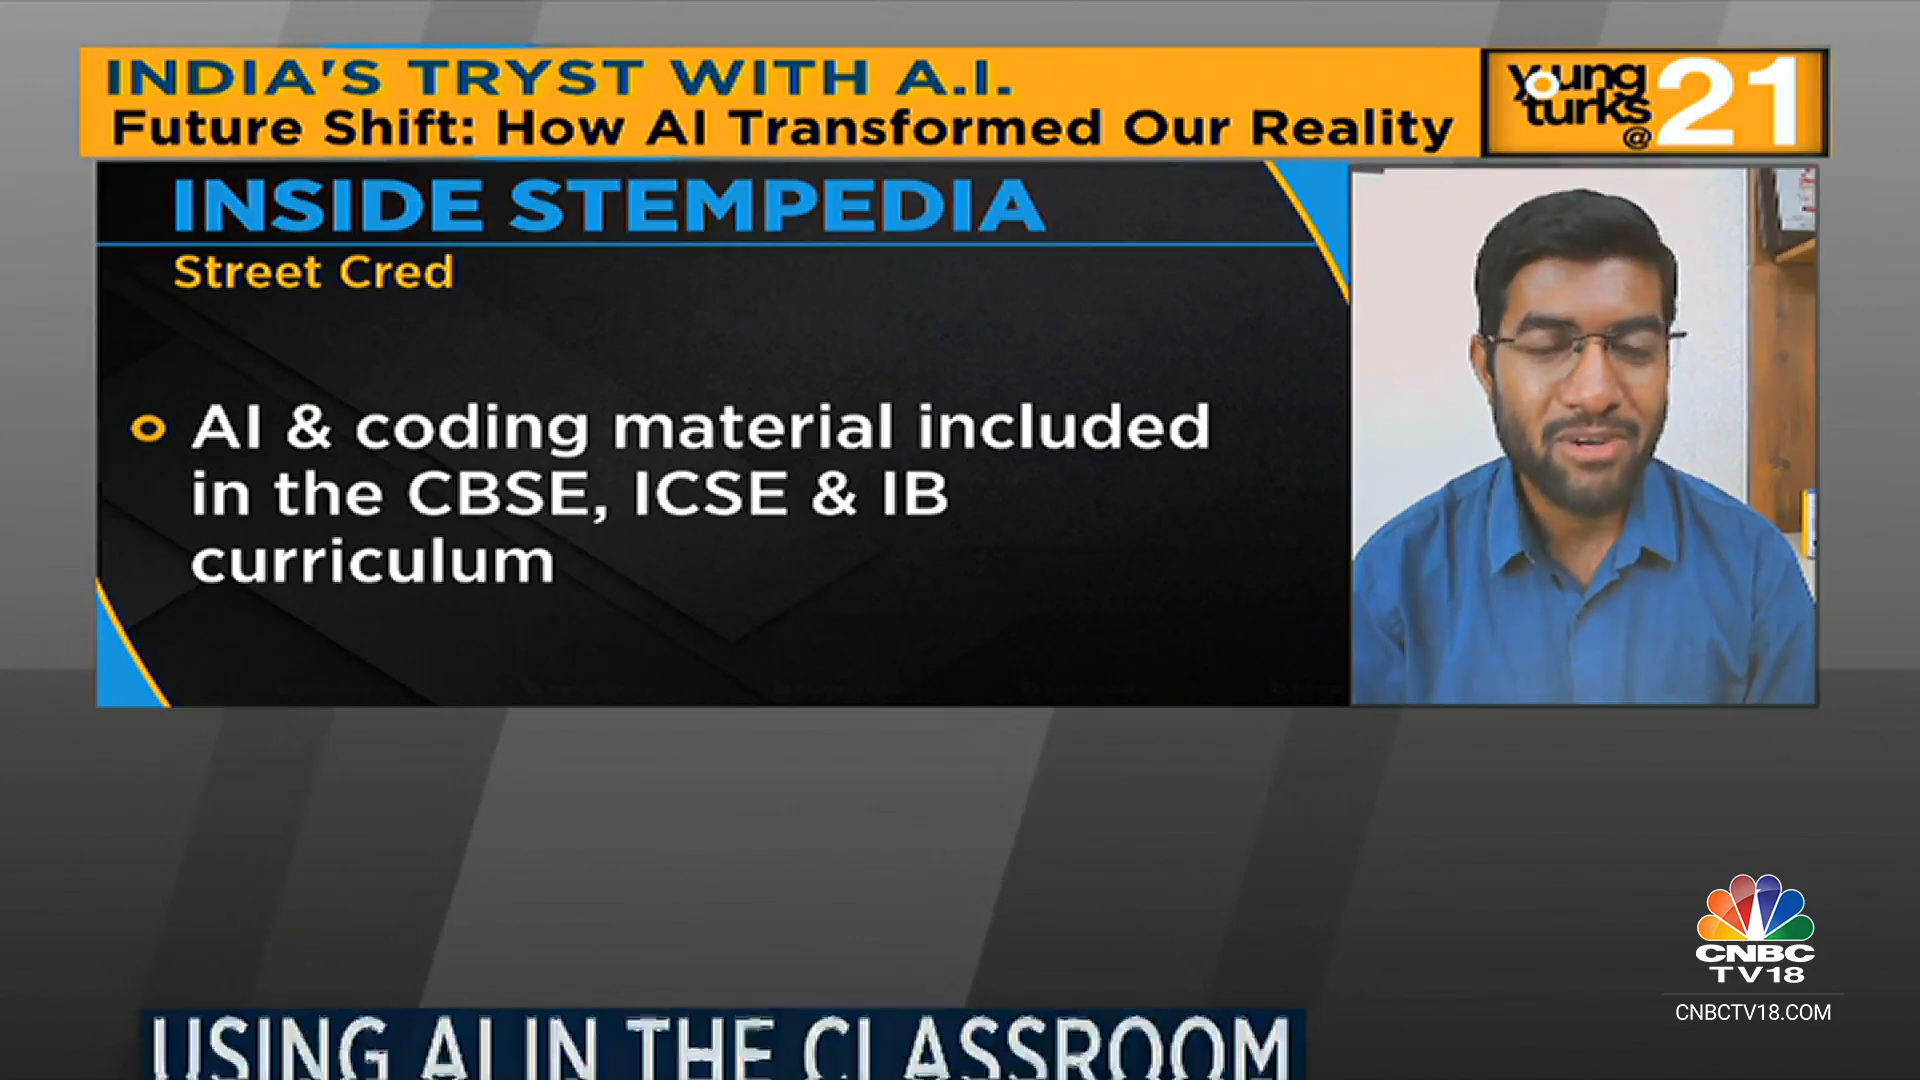 INDIA'S TRYST WITH A.I.
Future Shift: How AI Transformed Our Reality
young
turks
@
21
INSIDE STEMPEDIA
Street Cred
AI & coding material included
in the CBSE, ICSE & IB
curriculum
CNBC
TV18
CNBCTV18.COM
USING AI IN THE CLASSROOM